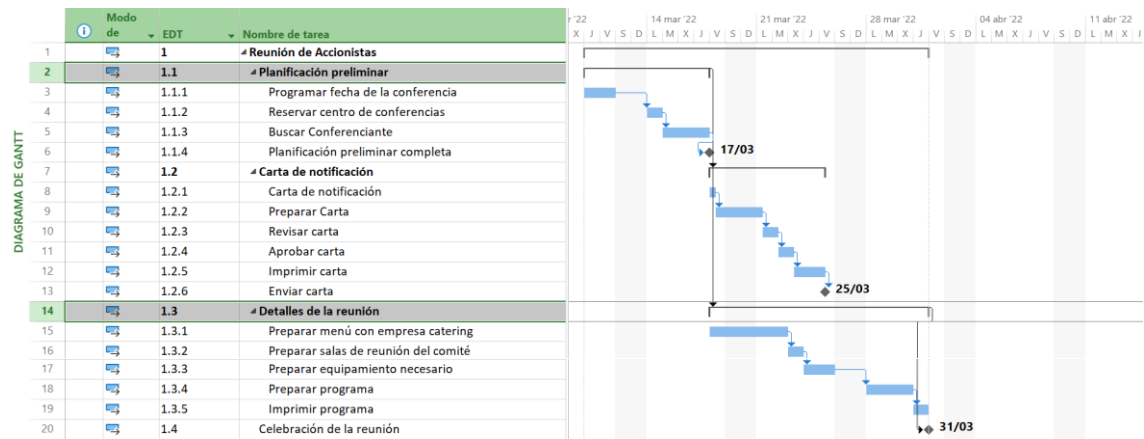 DIAGRAMA DE GANTT
Modo de EDT Nombre de tarea
r '22 14 mar '22 21 mar '22 28 mar '22 04 abr '22 11 abr '22
X J V S D L M X J V S D L M X J V S D L M X J V S D L M X J V S D L M X J
1 1 Reunión de Accionistas
2 1.1 Planificación preliminar
3 1.1.1 Programar fecha de la conferencia
4 1.1.2 Reservar centro de conferencias
5 1.1.3 Buscar Conferenciante
6 1.1.4 Planificación preliminar completa 17/03
7 1.2 Carta de notificación
8 1.2.1 Carta de notificación
9 1.2.2 Preparar Carta
10 1.2.3 Revisar carta
11 1.2.4 Aprobar carta
12 1.2.5 Imprimir carta
13 1.2.6 Enviar carta 25/03
14 1.3 Detalles de la reunión
15 1.3.1 Preparar menú con empresa catering
16 1.3.2 Preparar salas de reunión del comité
17 1.3.3 Preparar equipamiento necesario
18 1.3.4 Preparar programa
19 1.3.5 Imprimir programa
20 1.4 Celebración de la reunión 31/03